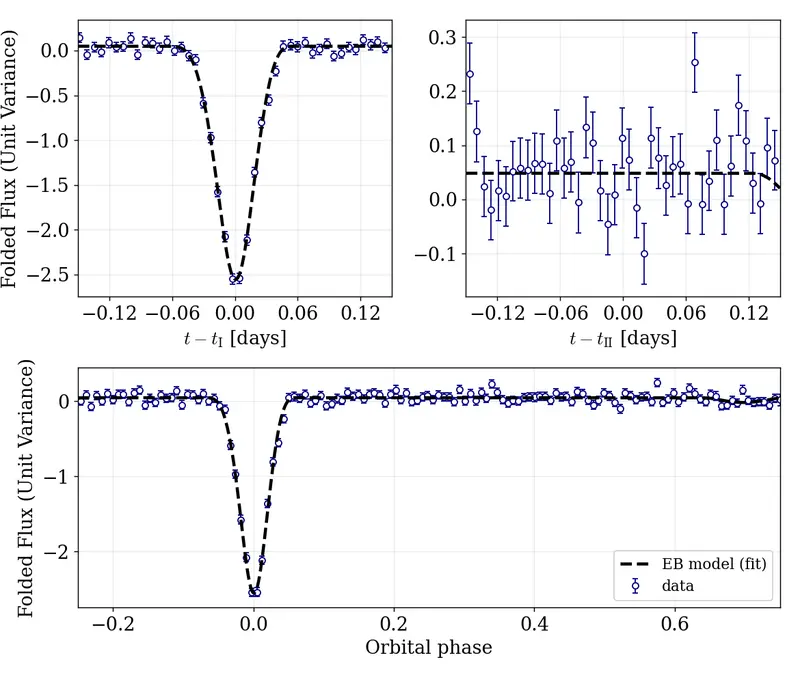 Folded Flux (Unit Variance)
0.0
−0.5
−1.0
−1.5
−2.0
−2.5
−0.12 −0.06 0.00 0.06 0.12
t − tI [days]
0.3
0.2
0.1
0.0
−0.1
−0.12 −0.06 0.00 0.06 0.12
t − tII [days]
Folded Flux (Unit Variance)
0
−1
−2
EB model (fit)
data
−0.2 0.0 0.2 0.4 0.6
Orbital phase